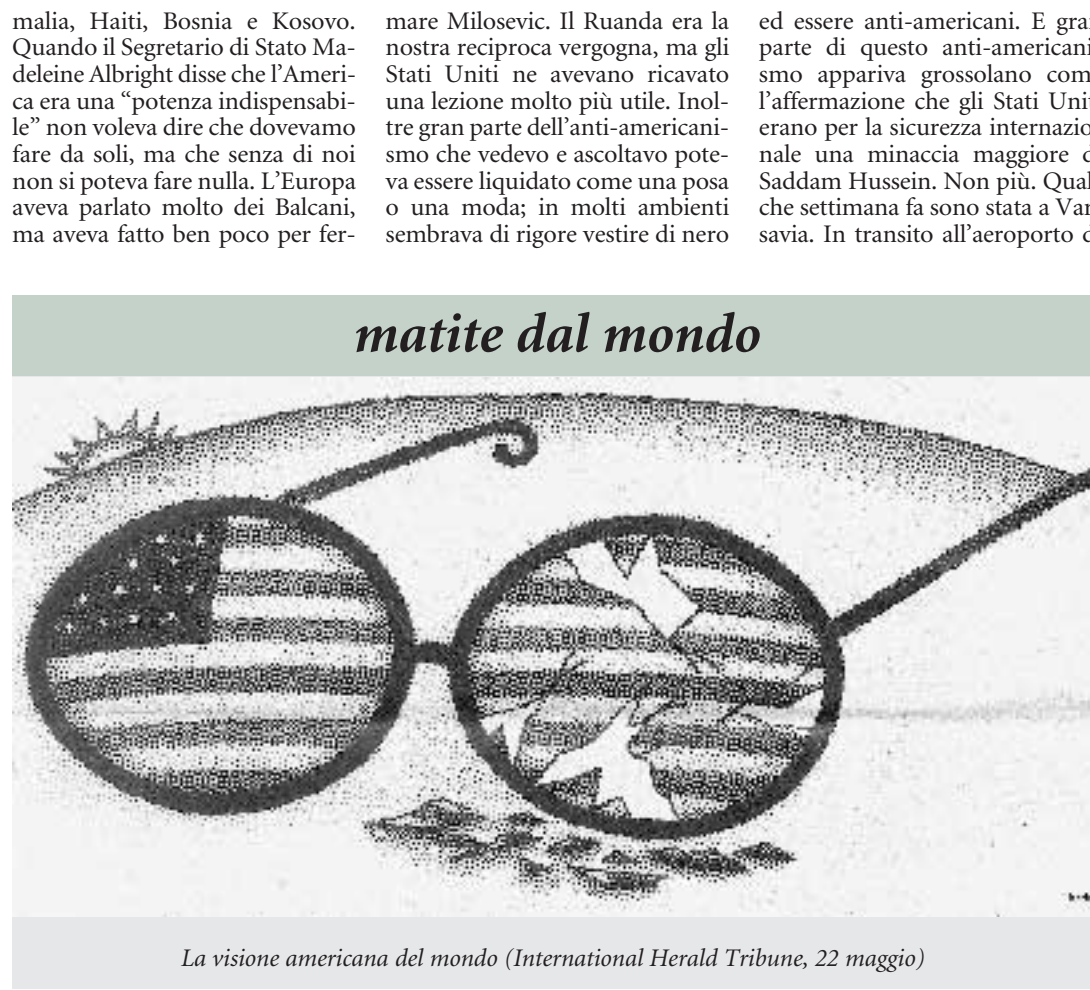 malia, Haiti, Bosnia e Kosovo.
Quando il Segretario di Stato Ma-
deleine Albright disse che l’Ameri-
ca era una “potenza indispensabi-
le” non voleva dire che dovevamo
fare da soli, ma che senza di noi
non si poteva fare nulla. L’Europa
aveva parlato molto dei Balcani,
ma aveva fatto ben poco per fer-
mare Milosevic. Il Ruanda era la
nostra reciproca vergogna, ma gli
Stati Uniti ne avevano ricavato
una lezione molto più utile. Inol-
tre gran parte dell’anti-americani-
smo che vedevo e ascoltavo pote-
va essere liquidato come una posa
o una moda; in molti ambienti
sembrava di rigore vestire di nero
ed essere anti-americani. E gra
parte di questo anti-american
smo appariva grossolano com
l’affermazione che gli Stati Uni
erano per la sicurezza internazio
nale una minaccia maggiore d
Saddam Hussein. Non più. Qual
che settimana fa sono stata a Var
savia. In transito all’aeroporto d
matite dal mondo
La visione americana del mondo (International Herald Tribune, 22 maggio)